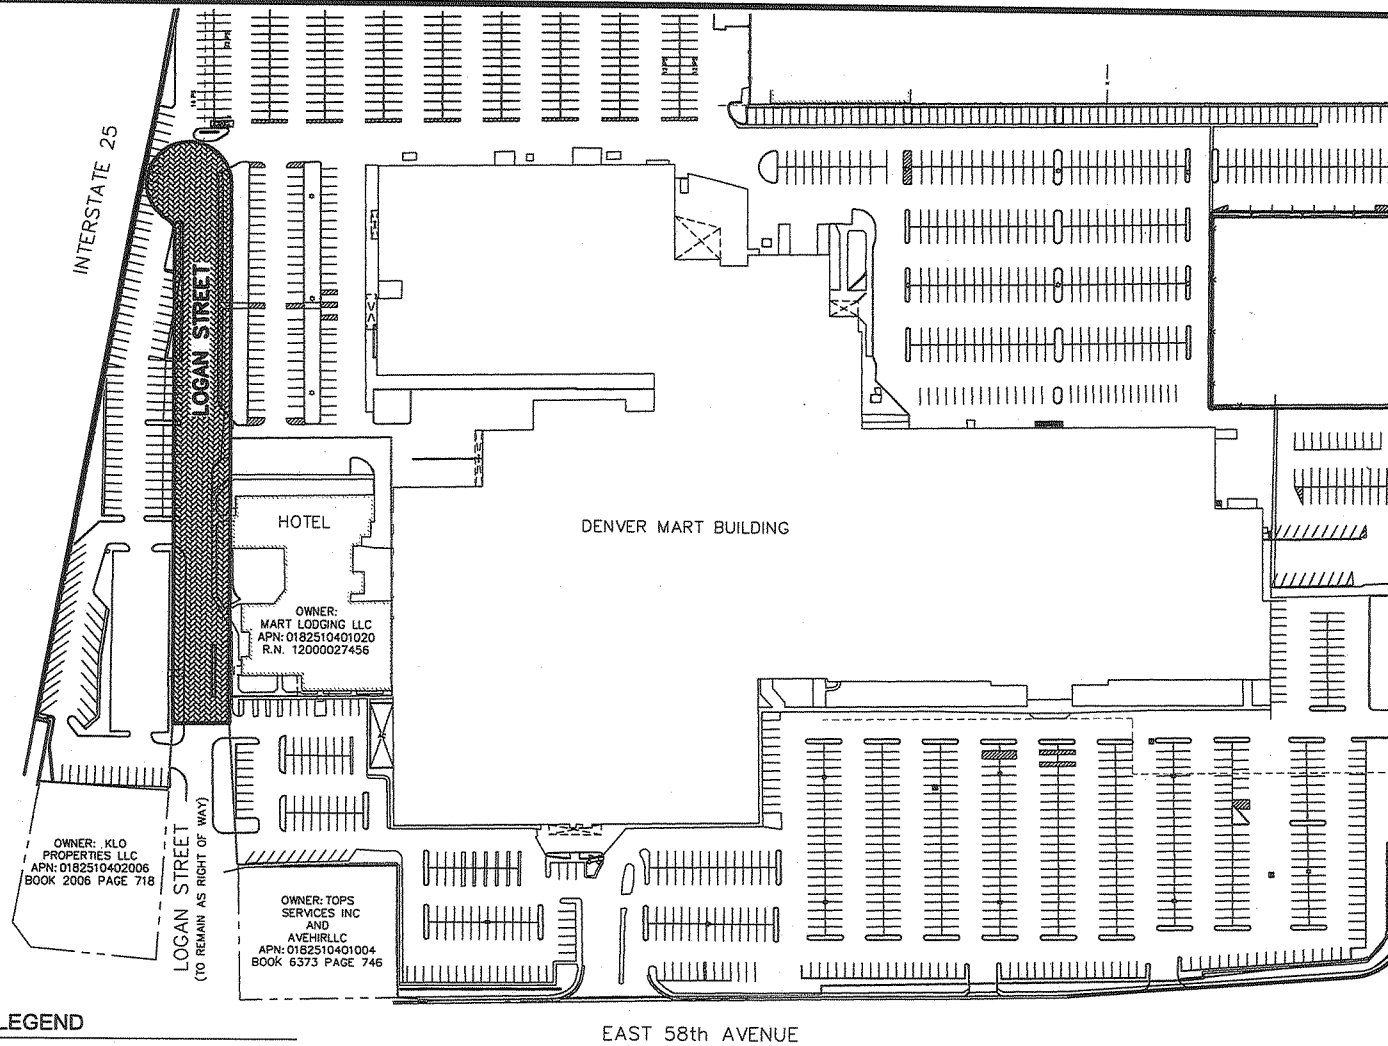 INTERSTATE 25
LOGAN STREET
HOTEL
DENVER MART BUILDING
OWNER:
MART LODGING LLC
APN: 0182510401020
R.N. 12000027456
OWNER: KLO
PROPERTIES LLC
APN: 0182510402006
BOOK 2006 PAGE 718
LOGAN STREET
(TO REMAIN AS RIGHT OF WAY)
OWNER: TOPS
SERVICES INC
AND
AVEHIRLLC
APN: 0182510401004
BOOK 6373 PAGE 746
LEGEND
EAST 58th AVENUE